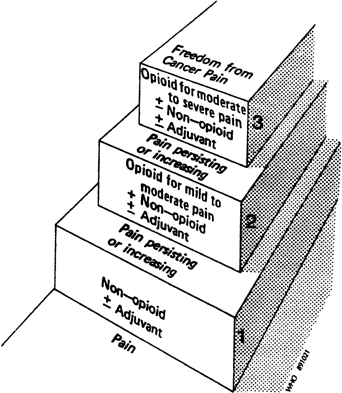 Freedom from
Cancer Pain
Opioid for moderate
to severe pain
± Non—opioid
± Adjuvant
3
Pain persisting
or increasing
Opioid for mild to
moderate pain
+ Non—opioid
± Adjuvant
2
Pain persisting
or increasing
Non—opioid
± Adjuvant
1
Pain
WHO 891021